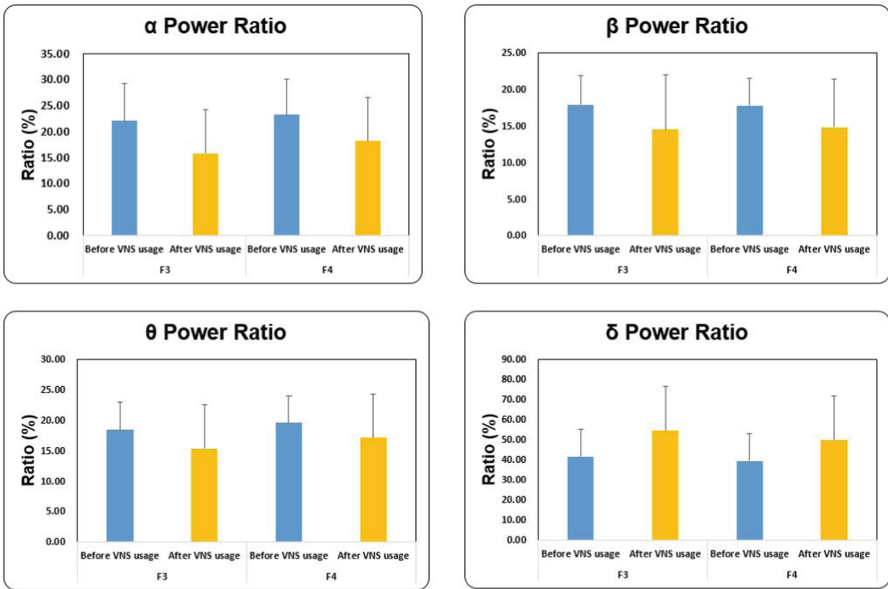 α Power Ratio
Ratio (%)
35.00
30.00
25.00
20.00
15.00
10.00
5.00
0.00
Before VNS usage After VNS usage Before VNS usage After VNS usage
F3 F4
β Power Ratio
Ratio (%)
25.00
20.00
15.00
10.00
5.00
0.00
Before VNS usage After VNS usage Before VNS usage After VNS usage
F3 F4
θ Power Ratio
Ratio (%)
30.00
25.00
20.00
15.00
10.00
5.00
0.00
Before VNS usage After VNS usage Before VNS usage After VNS usage
F3 F4
δ Power Ratio
Ratio (%)
90.00
80.00
70.00
60.00
50.00
40.00
30.00
20.00
10.00
0.00
Before VNS usage After VNS usage Before VNS usage After VNS usage
F3 F4